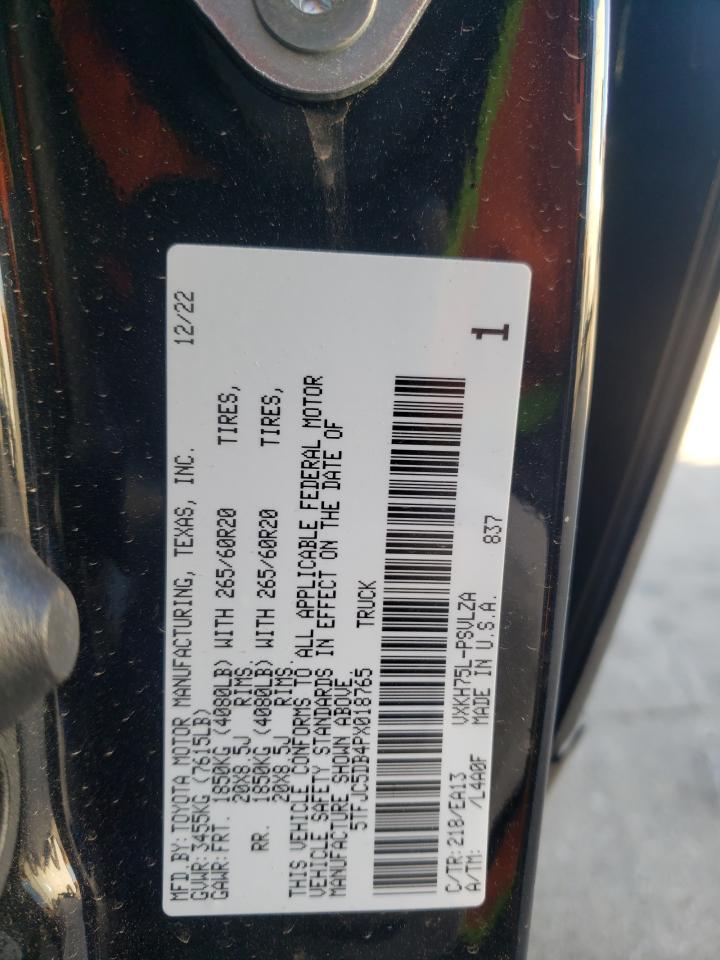 MFD BY: TOYOTA MOTOR MANUFACTURING, TEXAS, INC. 12/22
GVWR: 3455KG (7615LB)
GAWR: FRT. 1850KG (4080LB) WITH 265/60R20 TIRES,
20X8.5J RIMS.
RR. 1850KG (4080LB) WITH 265/60R20 TIRES,
20X8.5J RIMS.
THIS VEHICLE CONFORMS TO ALL APPLICABLE FEDERAL MOTOR
VEHICLE SAFETY STANDARDS IN EFFECT ON THE DATE OF
MANUFACTURE SHOWN ABOVE.
5TFJC5DB4PX018765 TRUCK
C/TR: 218/EA13 VXKH75L-PSVLZA 837
A/TM: /L4A0F MADE IN U.S.A.
1